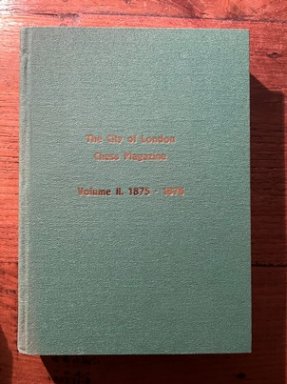 The City of London
Chess Magazine
Volume II. 1875 - 1876